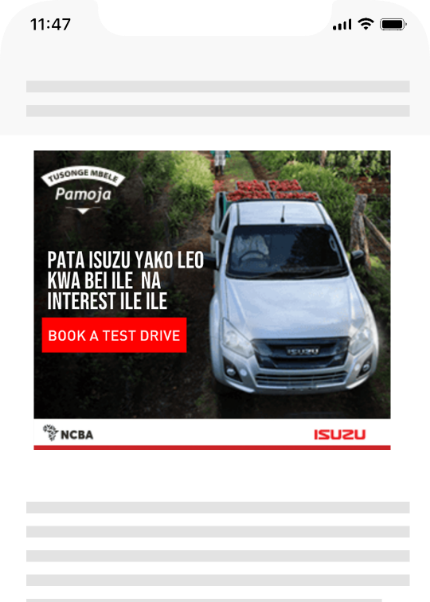 11:47
TUSONGE MBELE
Pamoja
PATA ISUZU YAKO LEO
KWA BEI ILE NA
INTEREST ILE ILE
BOOK A TEST DRIVE
ISUZU
NCBA
ISUZU